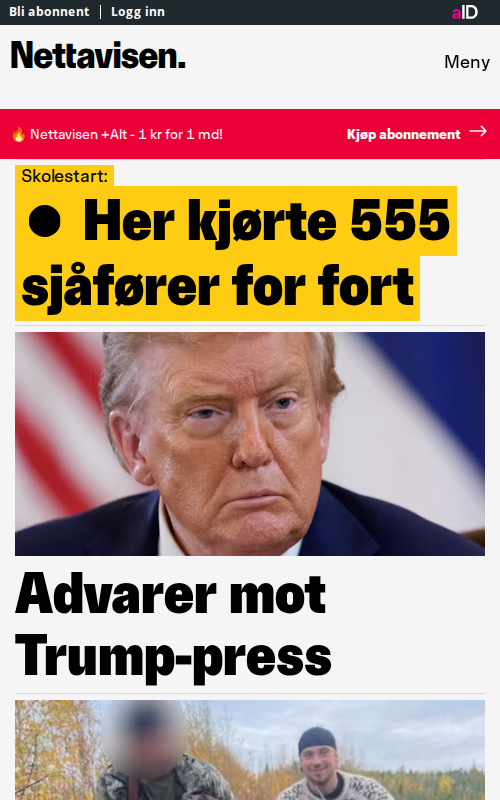 Bli abonnent | Logg inn
aID
Nettavisen.
Meny
🔥 Nettavisen +Alt - 1 kr for 1 md!
Kjøp abonnement →
Skolestart:
● Her kjørte 555
sjåfører for fort
Advarer mot
Trump-press